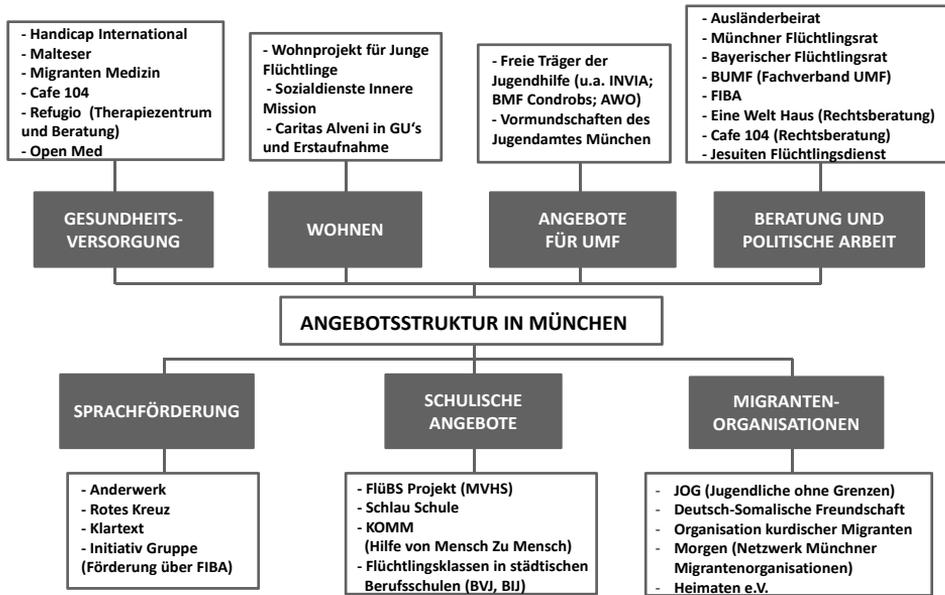 - Handicap International
- Malteser
- Migranten Medizin
- Cafe 104
- Refugio (Therapiezentrum
und Beratung)
- Open Med
GESUNDHEITS-
VERSORGUNG
- Wohnprojekt für Junge
Flüchtlinge
- Sozialdienste Innere
Mission
- Caritas Alveni in GU's
und Erstaufnahme
WOHNEN
- Freie Träger der
Jugendhilfe (u.a. INVIA;
BMF Condrobs; AWO)
- Vormundschaften des
Jugendamtes München
ANGEBOTE
FÜR UMF
- Ausländerbeirat
- Münchner Flüchtlingsrat
- Bayerischer Flüchtlingsrat
- BUMF (Fachverband UMF)
- FIBA
- Eine Welt Haus (Rechtsberatung)
- Cafe 104 (Rechtsberatung)
- Jesuiten Flüchtlingsdienst
BERATUNG UND
POLITISCHE ARBEIT
ANGEBOTSSTRUKTUR IN MÜNCHEN
SPRACHFÖRDERUNG
- Anderwerk
- Rotes Kreuz
- Klartext
- Initiativ Gruppe
(Förderung über FIBA)
SCHULISCHE
ANGEBOTE
- FlüBS Projekt (MVHS)
- Schlau Schule
- KOMM
(Hilfe von Mensch Zu Mensch)
- Flüchtlingsklassen in städtischen
Berufsschulen (BVJ, BIJ)
MIGRANTEN-
ORGANISATIONEN
- JOG (Jugendliche ohne Grenzen)
- Deutsch-Somalische Freundschaft
- Organisation kurdischer Migranten
- Morgen (Netzwerk Münchner
Migrantenorganisationen)
- Heimaten e.V.